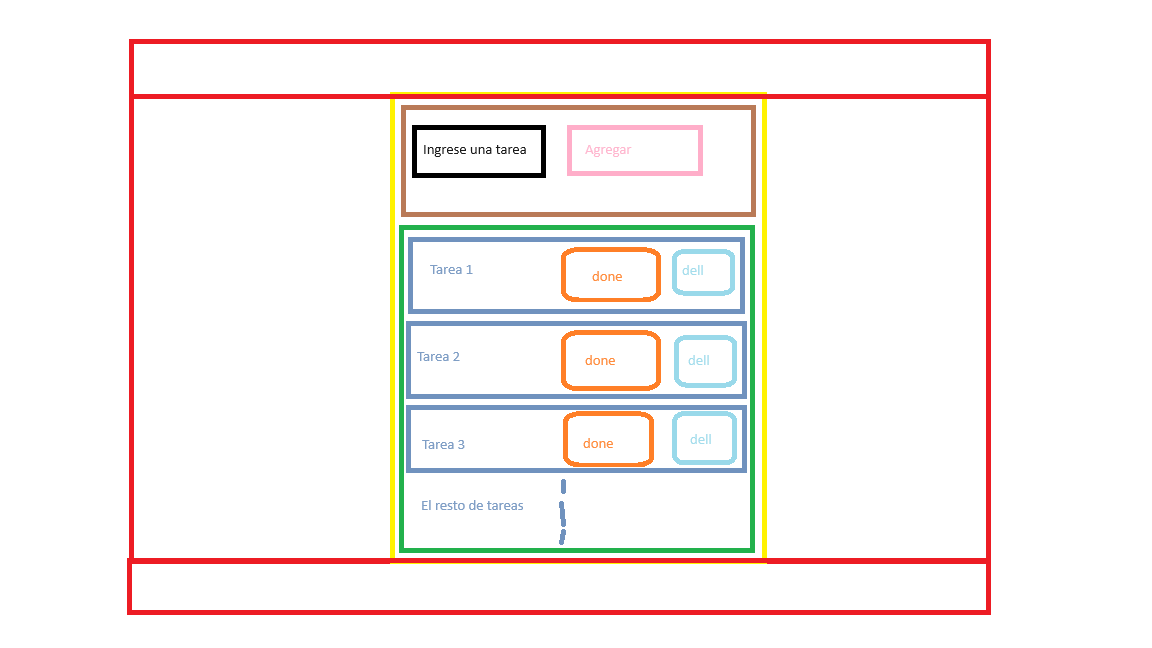 Ingrese una tarea
Agregar
Tarea 1
done
dell
Tarea 2
done
dell
Tarea 3
done
dell
El resto de tareas